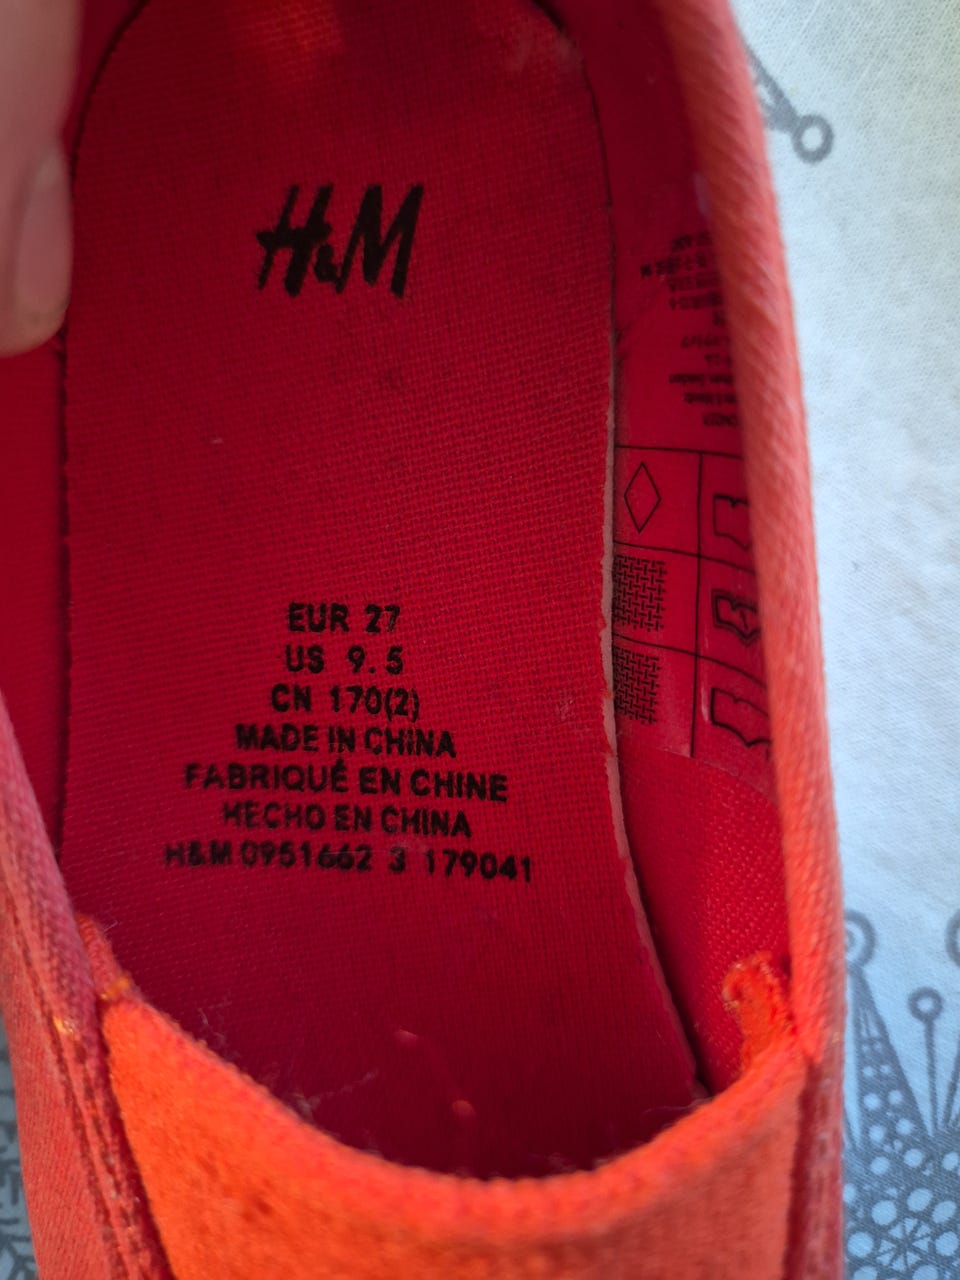 H&M
EUR 27
US 9.5
CN 170(2)
MADE IN CHINA
FABRIQUÉ EN CHINE
HECHO EN CHINA
H&M 0951662 3 179041